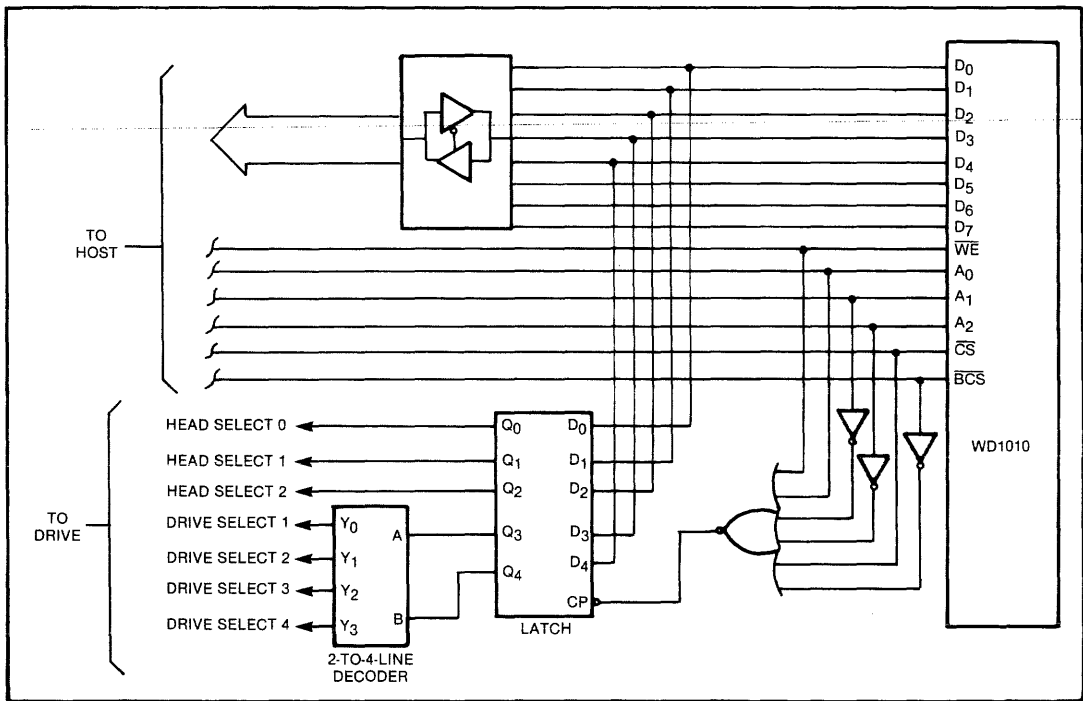 TO
HOST
D0
D1
D2
D3
D4
D5
D6
D7
W̅E̅
A0
A1
A2
C̅S̅
B̅C̅S̅
WD1010
TO
DRIVE
HEAD SELECT 0
HEAD SELECT 1
HEAD SELECT 2
DRIVE SELECT 1
DRIVE SELECT 2
DRIVE SELECT 3
DRIVE SELECT 4
Y0
Y1
Y2
Y3
A
B
2-TO-4-LINE
DECODER
Q0
Q1
Q2
Q3
Q4
D0
D1
D2
D3
D4
CP
LATCH